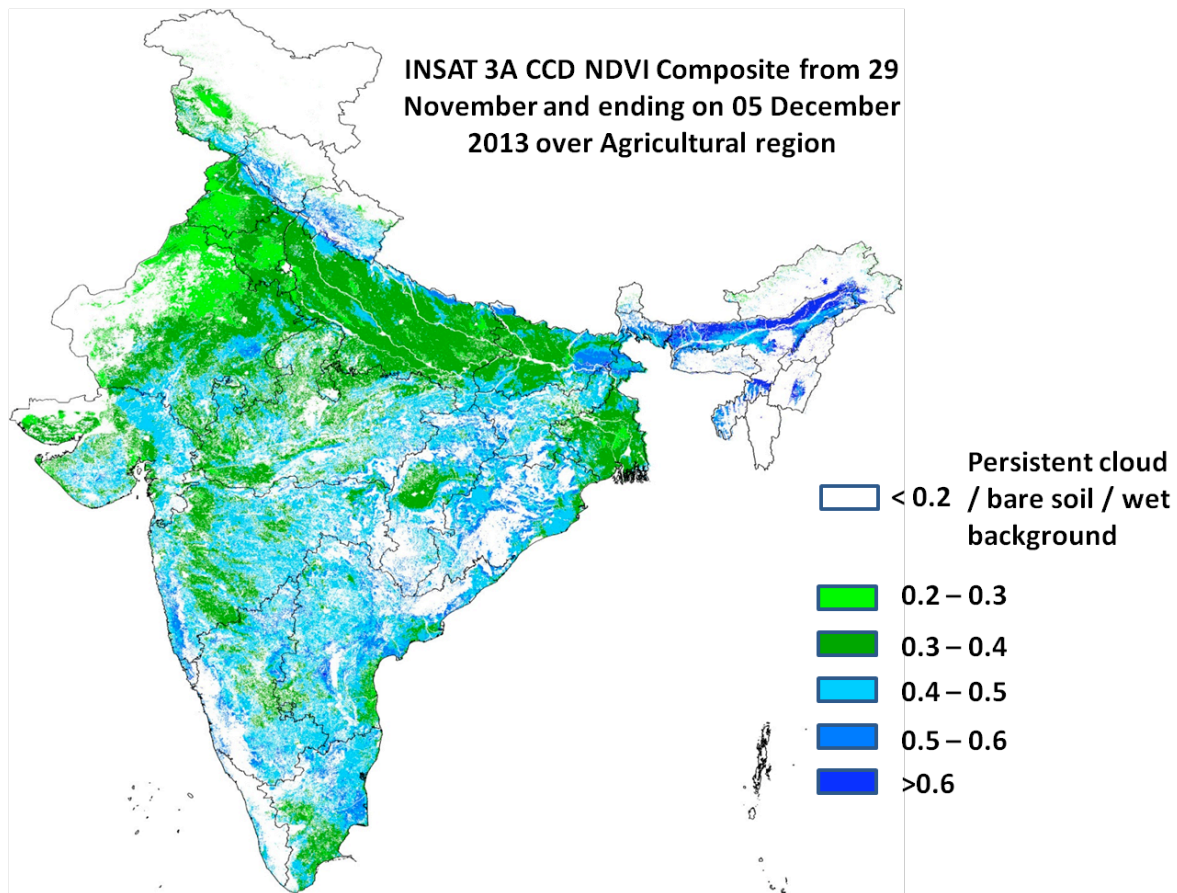 INSAT 3A CCD NDVI Composite from 29
November and ending on 05 December
2013 over Agricultural region
< 0.2
Persistent cloud
/ bare soil / wet
background
0.2 – 0.3
0.3 – 0.4
0.4 – 0.5
0.5 – 0.6
>0.6